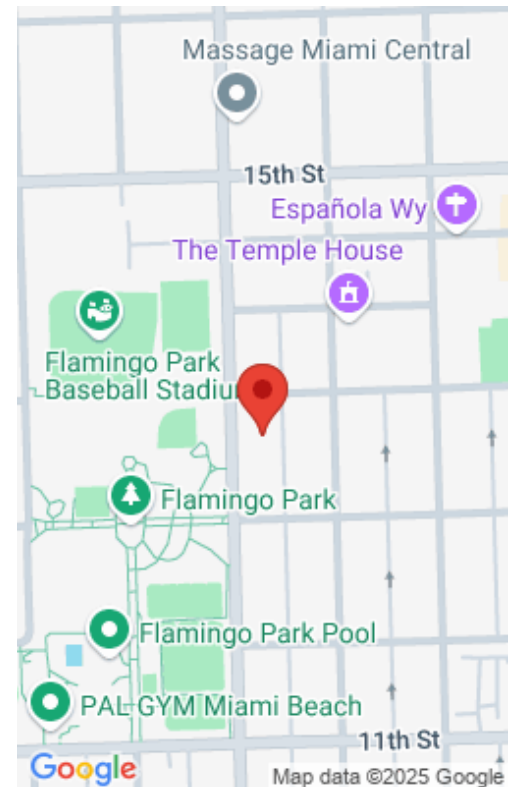 Massage Miami Central
15th St
Española Wy
The Temple House
Flamingo Park
Baseball Stadiu
Flamingo Park
Flamingo Park Pool
PAL GYM Miami Beach
11th St
Google
Map data ©2025 Google